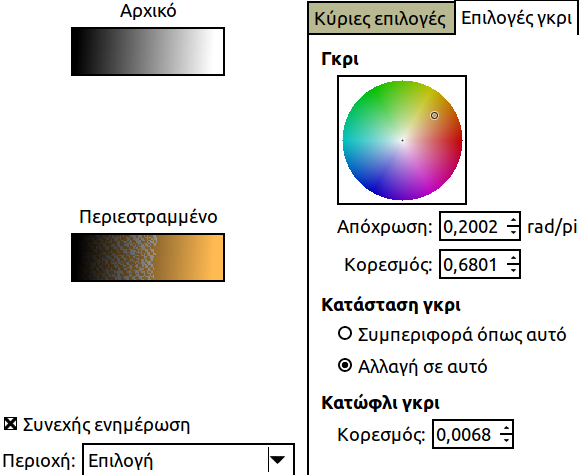 Αρχικό
Περιεστραμμένο
Συνεχής ενημέρωση
Περιοχή: Επιλογή
Κύριες επιλογές Επιλογές γκρι
Γκρι
Απόχρωση: 0,2002 rad/pi
Κορεσμός: 0,6801
Κατάσταση γκρι
Συμπεριφορά όπως αυτό
Αλλαγή σε αυτό
Κατώφλι γκρι
Κορεσμός: 0,0068